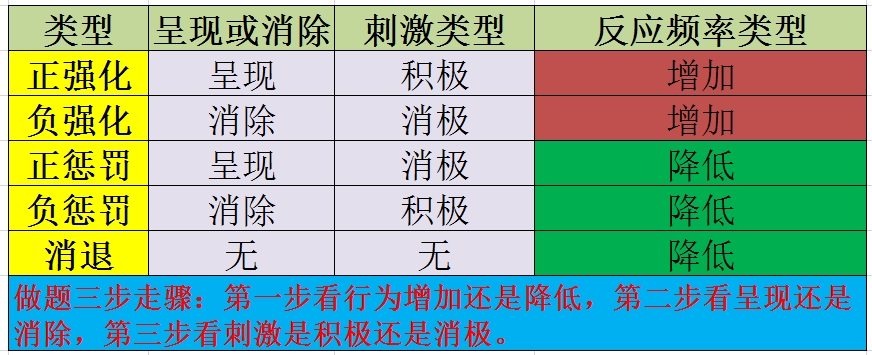 类型 呈现或消除 刺激类型 反应频率类型
正强化 呈现 积极 增加
负强化 消除 消极 增加
正惩罚 呈现 消极 降低
负惩罚 消除 积极 降低
消退 无 无 降低
做题三步走骤：第一步看行为增加还是降低，第二步看呈现还是
消除，第三步看刺激是积极还是消极。